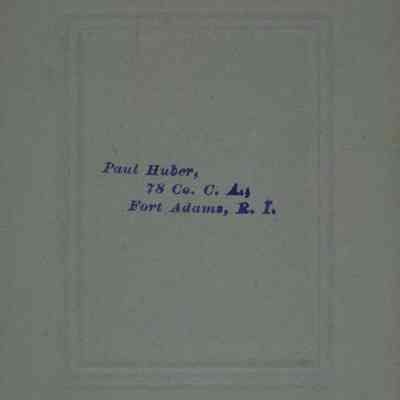 Paul Huber,
78 Co. C. A.,
Fort Adams, R. I.